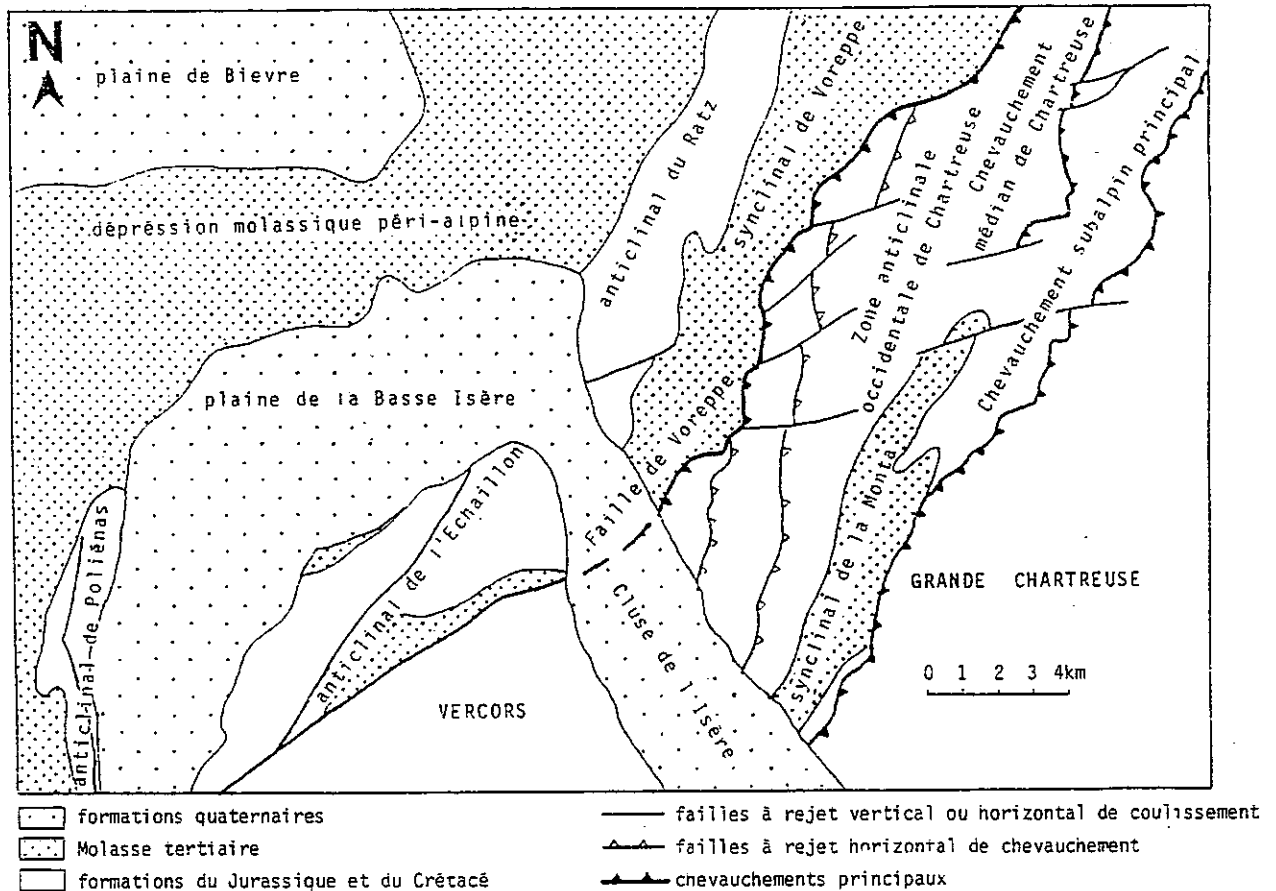 N
plaine de Bievre
dépréssion molassique péri-alpine
anticlinal du Ratz
synclinal de Voreppe
Zone anticlinale
occidentale de Chartreuse
Chevauchement
médian de Chartreuse
Chevauchement subalpin principal
plaine de la Basse Isère
Faille de Voreppe
anticlinal de l'Echaillon
anticlinal de Poliénas
Cluse de l'Isère
synclinal de la Monta
GRANDE CHARTREUSE
VERCORS
0 1 2 3 4km
formations quaternaires
Molasse tertiaire
formations du Jurassique et du Crétacé
failles à rejet vertical ou horizontal de coulissement
failles à rejet horizontal de chevauchement
chevauchements principaux